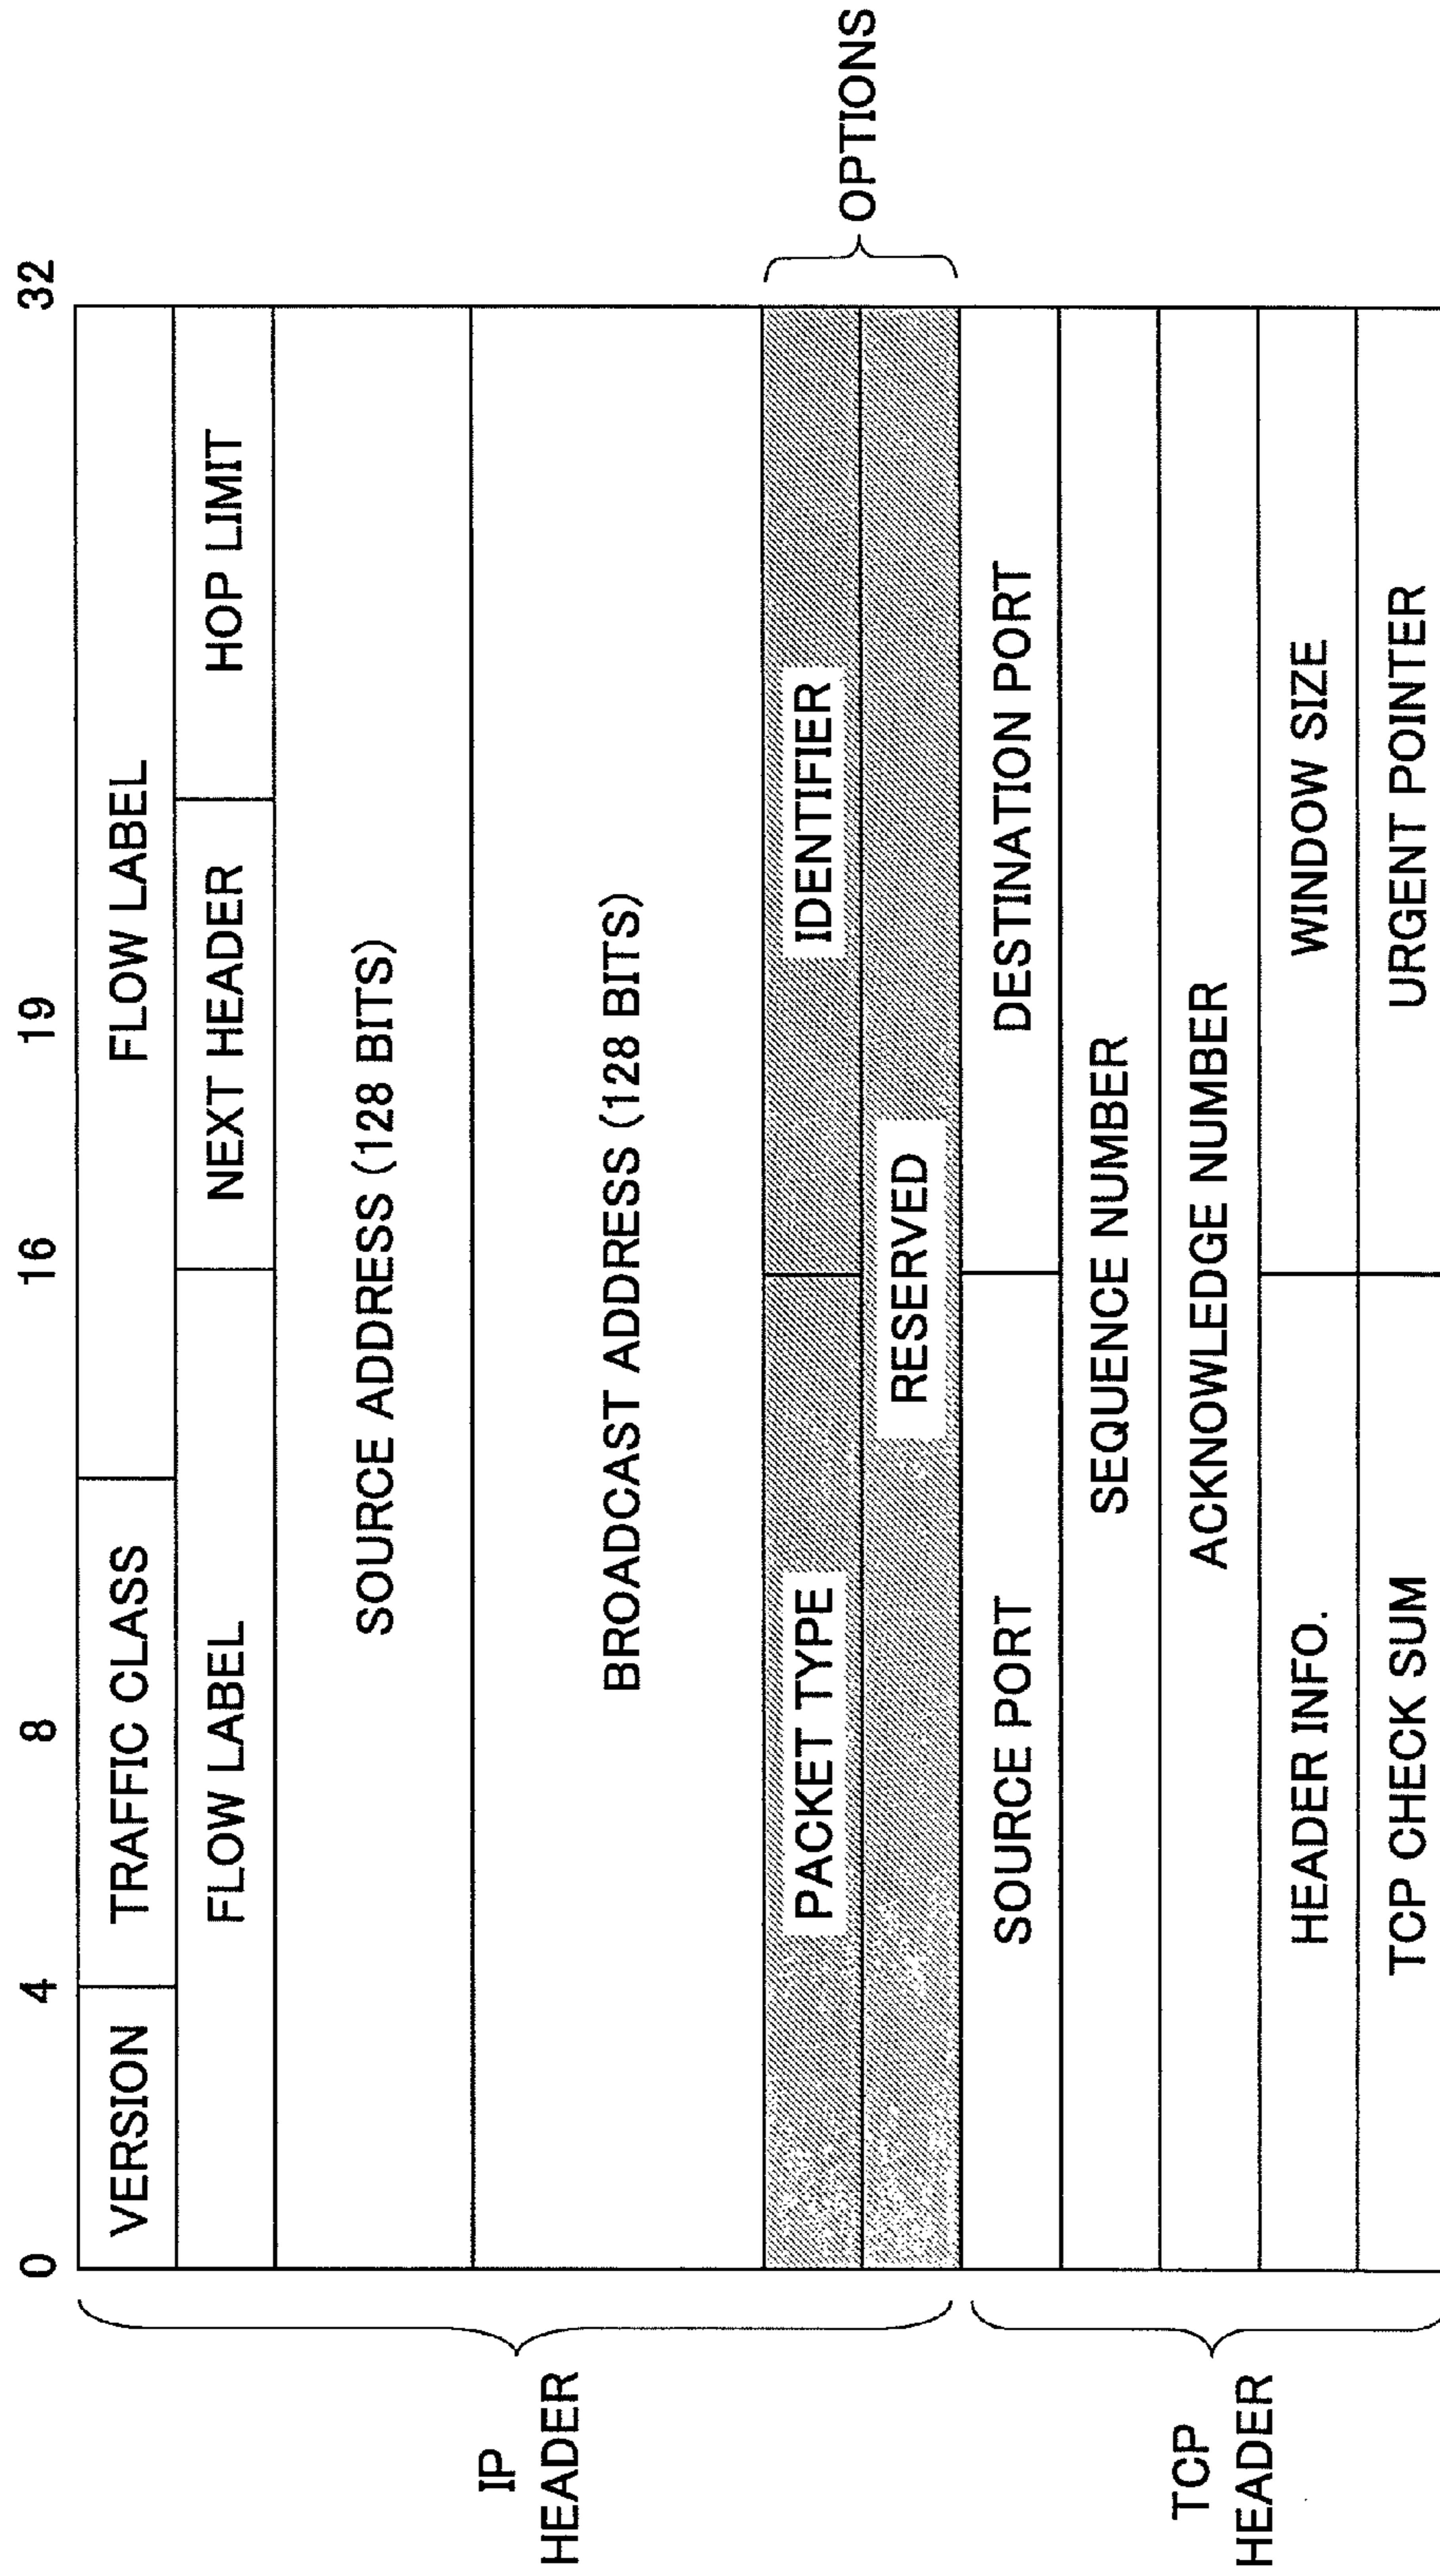 0 4 8 16 19 32
VERSION TRAFFIC CLASS FLOW LABEL
FLOW LABEL NEXT HEADER HOP LIMIT
SOURCE ADDRESS (128 BITS)
IP
HEADER
BROADCAST ADDRESS (128 BITS)
PACKET TYPE IDENTIFIER
OPTIONS
RESERVED
SOURCE PORT DESTINATION PORT
SEQUENCE NUMBER
TCP
HEADER
ACKNOWLEDGE NUMBER
HEADER INFO. WINDOW SIZE
TCP CHECK SUM URGENT POINTER